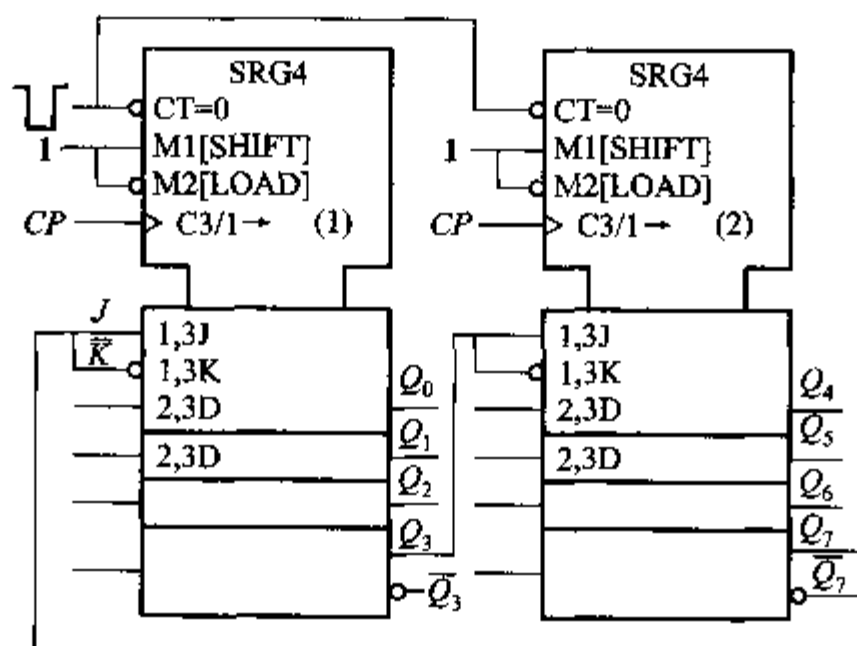 SRG4
CT=0
1
M1[SHIFT]
M2[LOAD]
CP
C3/1→ (1)
J
1,3J
K̅
1,3K
Q₀
2,3D
Q₁
2,3D
Q₂
Q₃
Q̅₃
SRG4
CT=0
1
M1[SHIFT]
M2[LOAD]
CP
C3/1→ (2)
1,3J
1,3K
Q₄
2,3D
Q₅
2,3D
Q₆
Q₇
Q̅₇